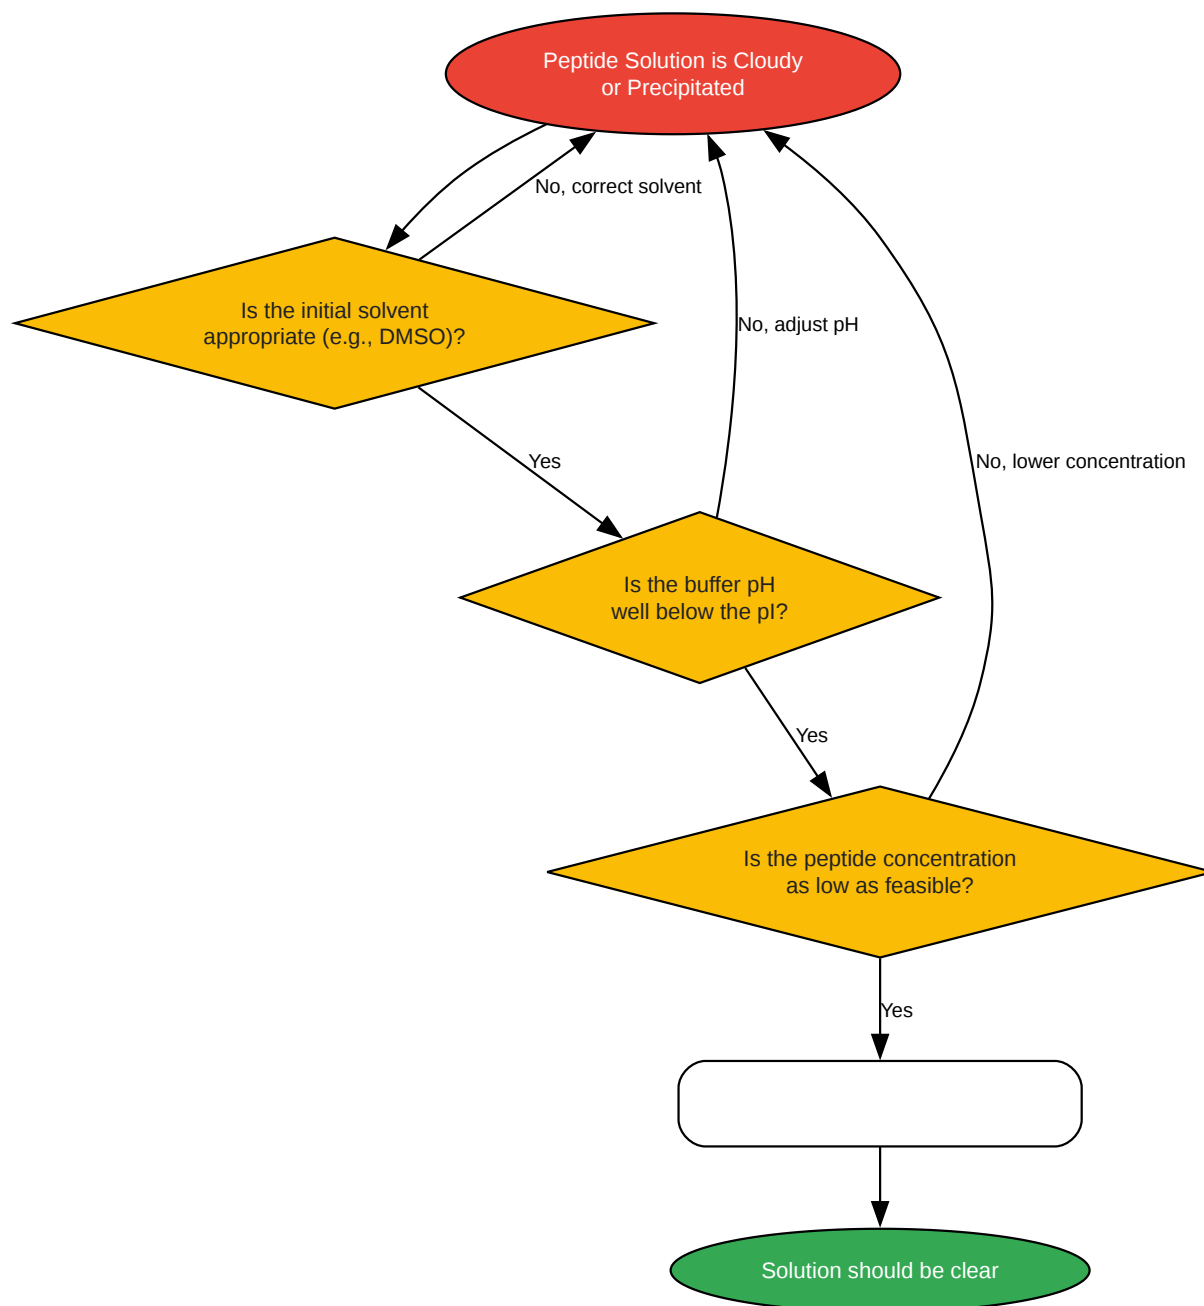 Peptide Solution is Cloudy
or Precipitated
No, correct solvent
Is the initial solvent
appropriate (e.g., DMSO)?
No, adjust pH
Yes
No, lower concentration
Is the buffer pH
well below the pI?
Yes
Is the peptide concentration
as low as feasible?
Yes
Solution should be clear